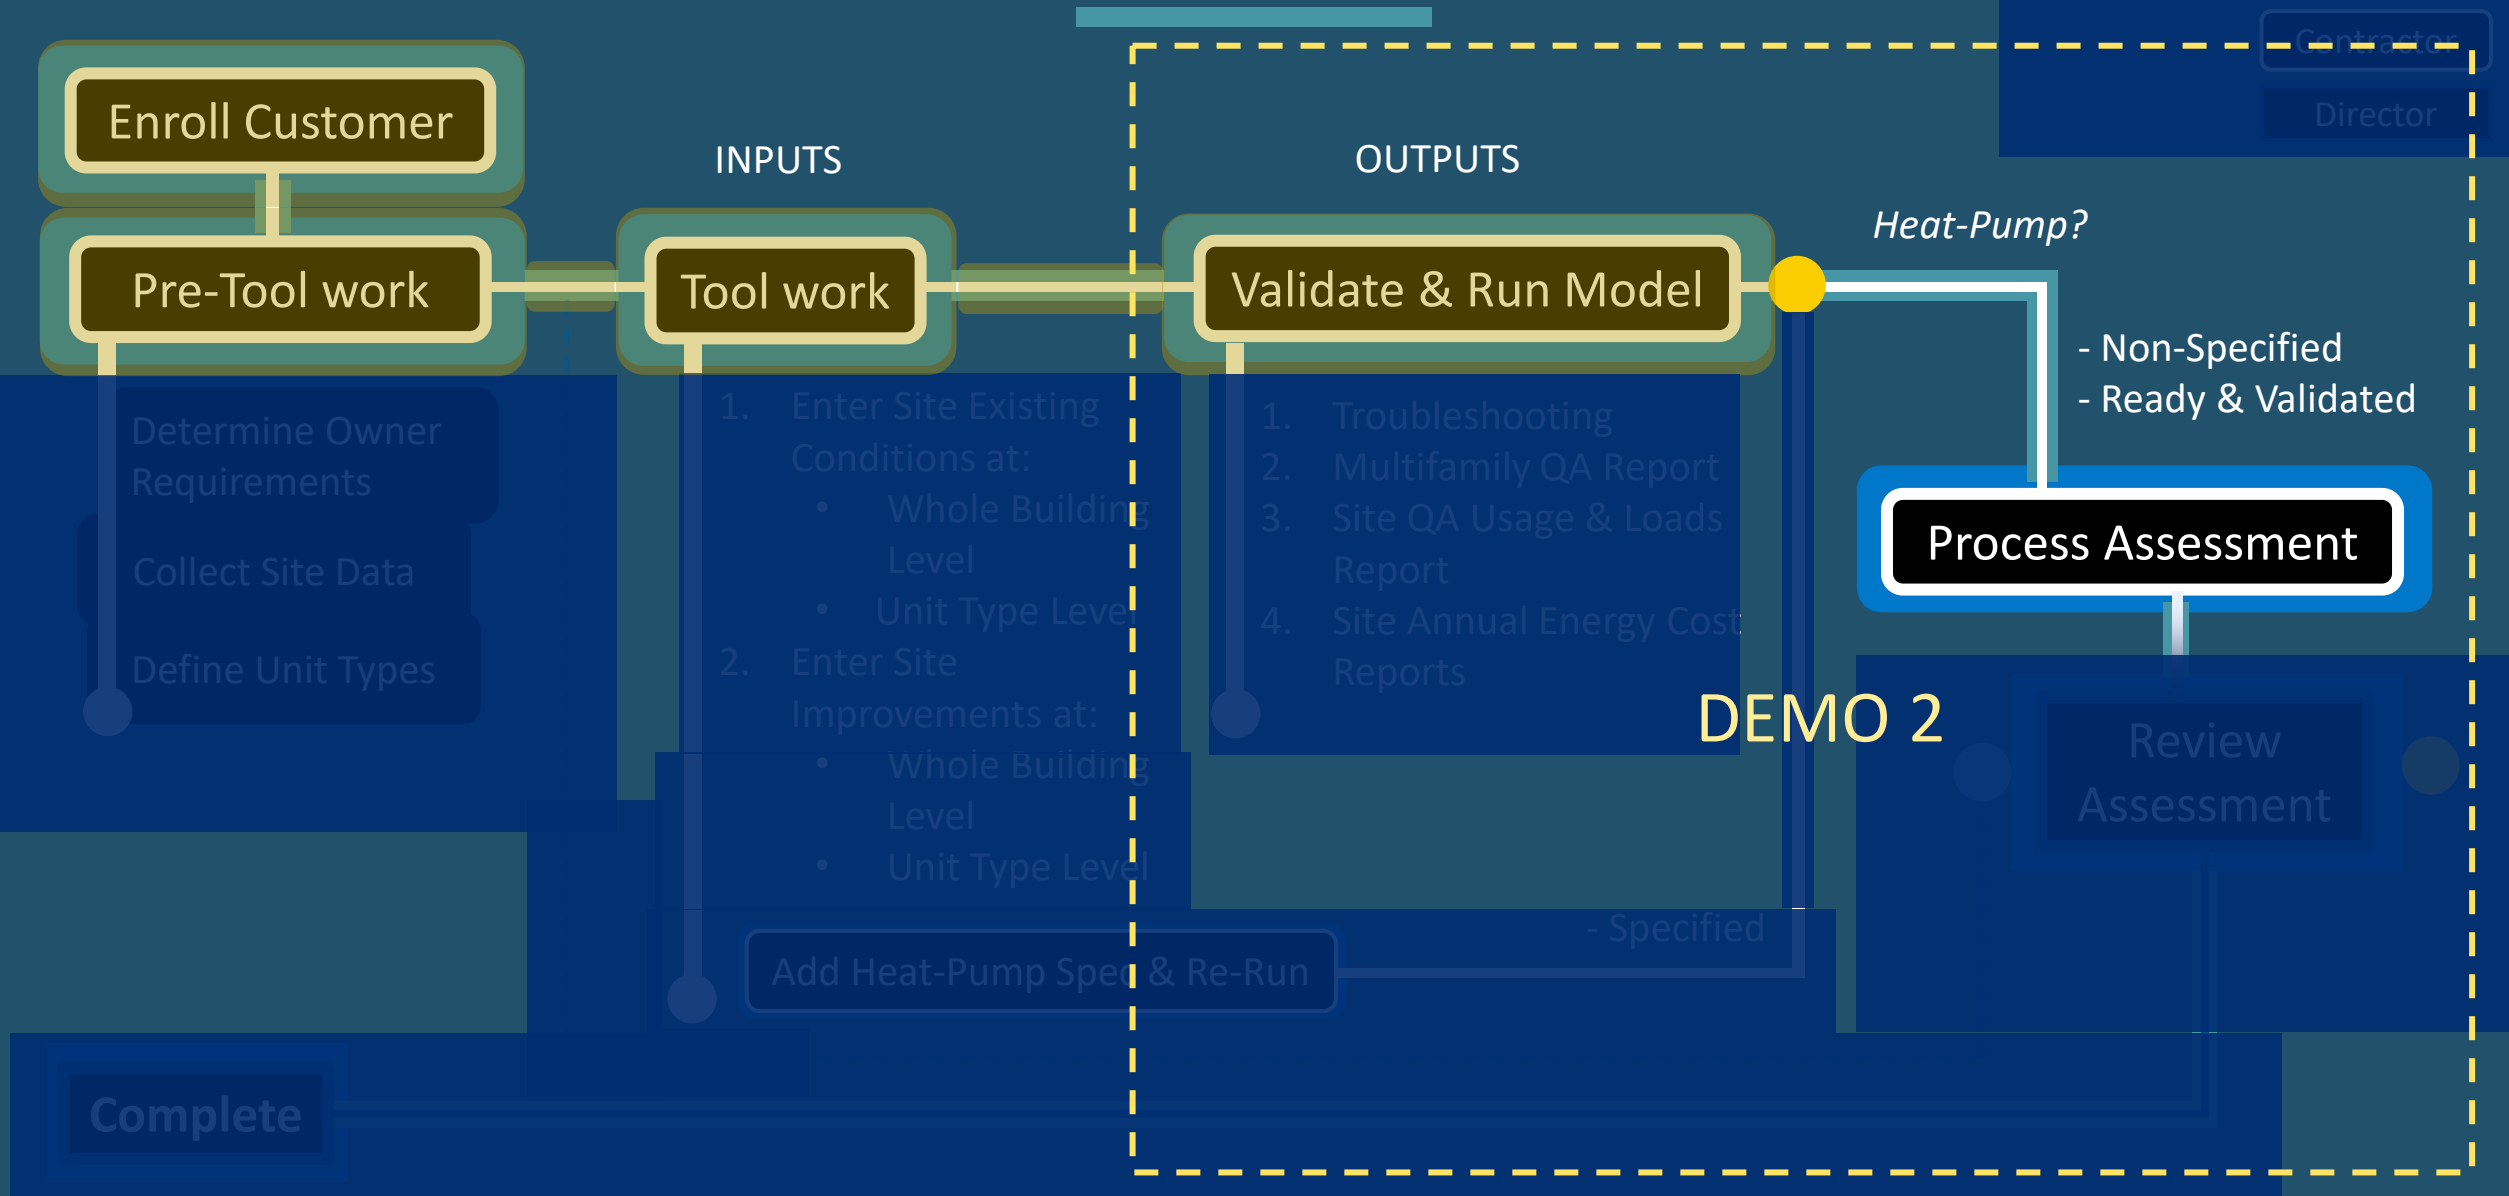 Contractor
Director
Enroll Customer
INPUTS
OUTPUTS
Heat-Pump?
Pre-Tool work
Tool work
Validate & Run Model
- Non-Specified
- Ready & Validated
Determine Owner
Requirements
Collect Site Data
Define Unit Types
1. Enter Site Existing
Conditions at:
• Whole Building
Level
• Unit Type Level
2. Enter Site
Improvements at:
• Whole Building
Level
• Unit Type Level
1. Troubleshooting
2. Multifamily QA Report
3. Site QA Usage & Loads
Report
4. Site Annual Energy Cost
Reports
Process Assessment
DEMO 2
Review
Assessment
- Specified
Add Heat-Pump Spec & Re-Run
Complete